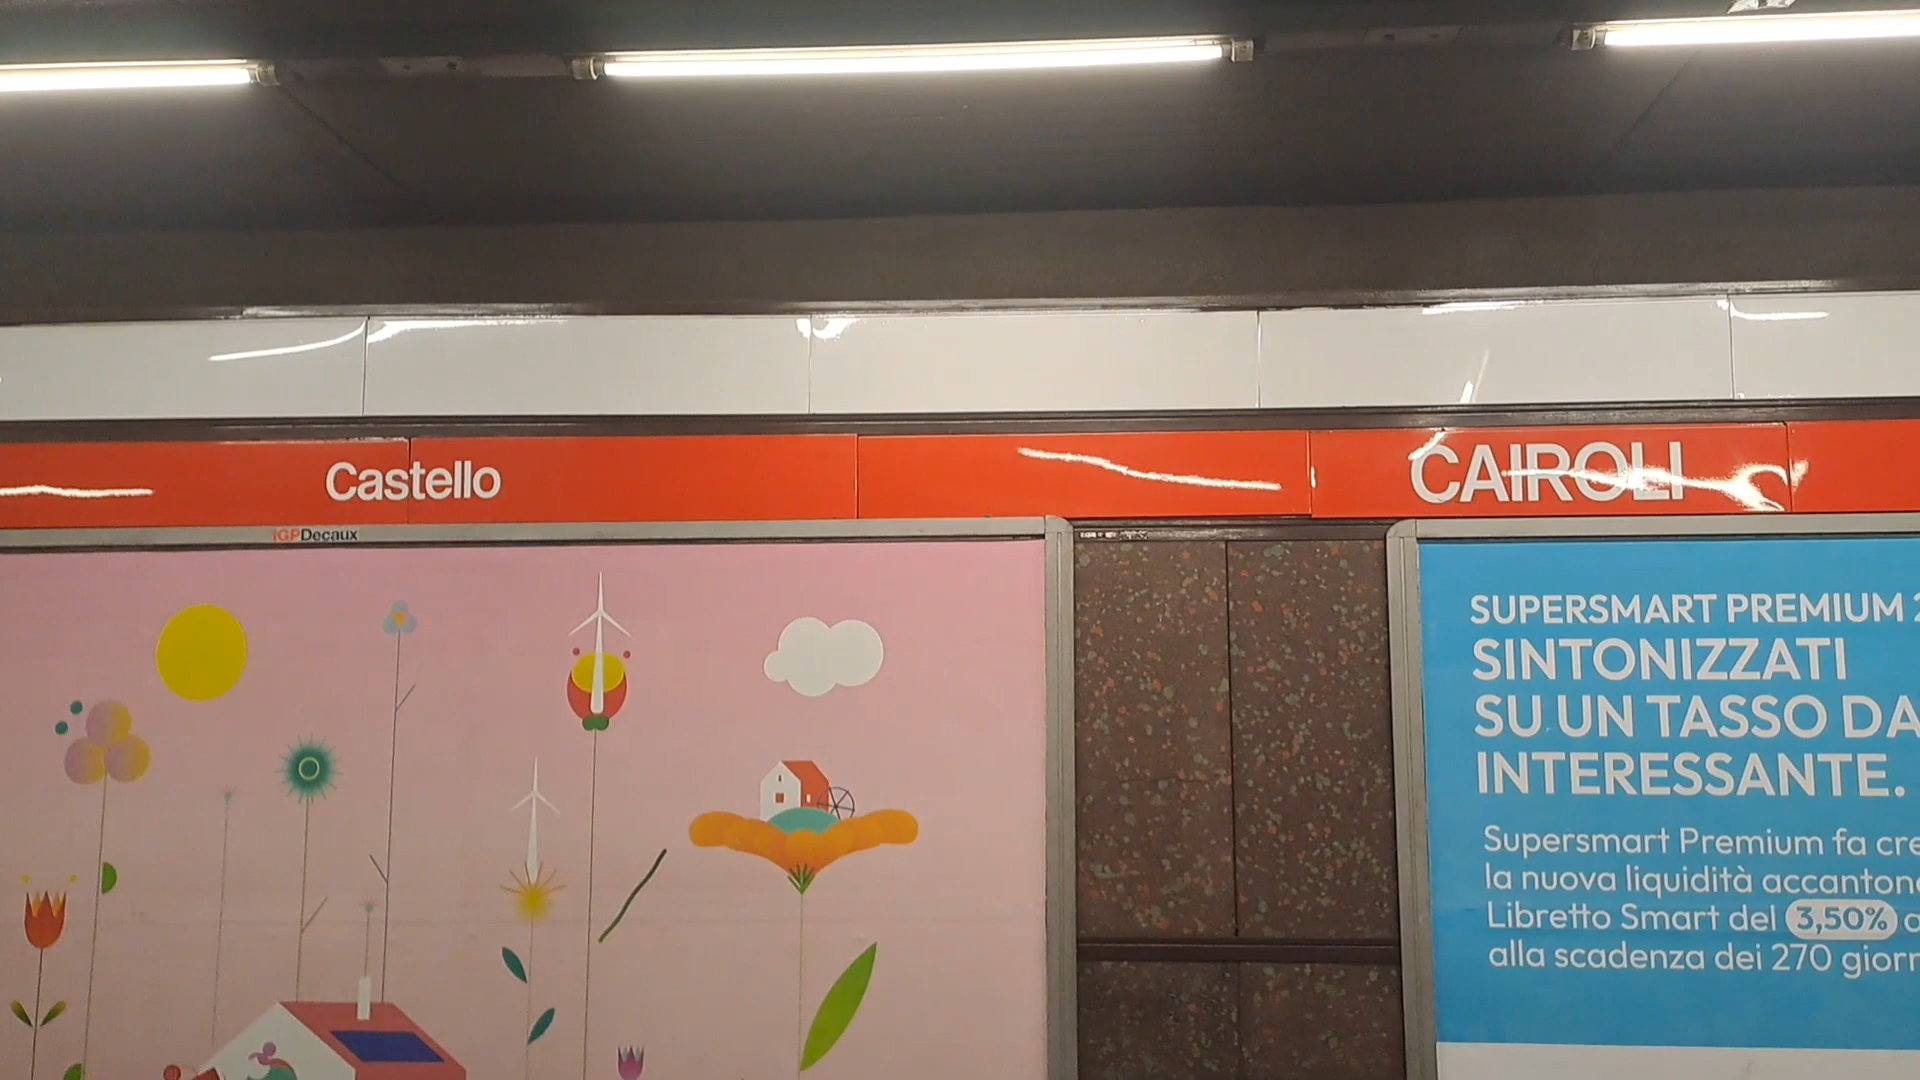 Castello
CAIROLI
IGPDecaux
SUPERSMART PREMIUM
SINTONIZZATI
SU UN TASSO DA
INTERESSANTE.
Supersmart Premium fa
la nuova liquidità
Libretto Smart del 3,50%
alla scadenza dei 270